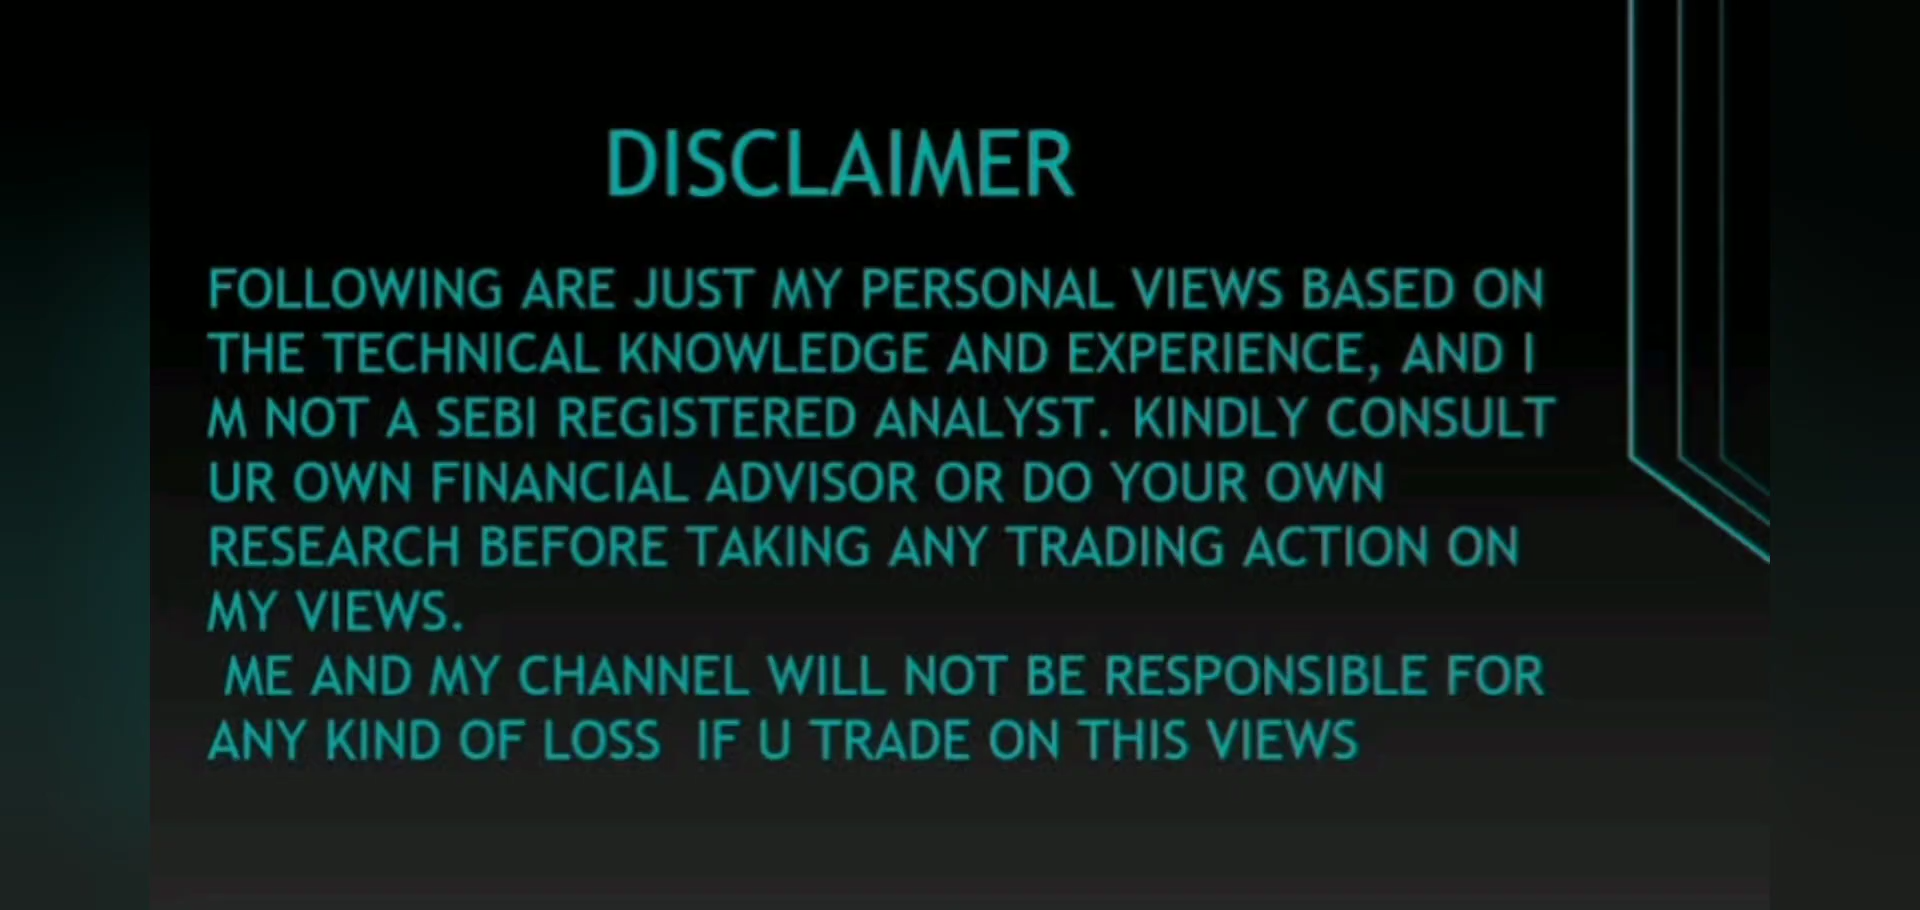 DISCLAIMER
FOLLOWING ARE JUST MY PERSONAL VIEWS BASED ON
THE TECHNICAL KNOWLEDGE AND EXPERIENCE, AND I
M NOT A SEBI REGISTERED ANALYST. KINDLY CONSULT
UR OWN FINANCIAL ADVISOR OR DO YOUR OWN
RESEARCH BEFORE TAKING ANY TRADING ACTION ON
MY VIEWS.
ME AND MY CHANNEL WILL NOT BE RESPONSIBLE FOR
ANY KIND OF LOSS  IF U TRADE ON THIS VIEWS